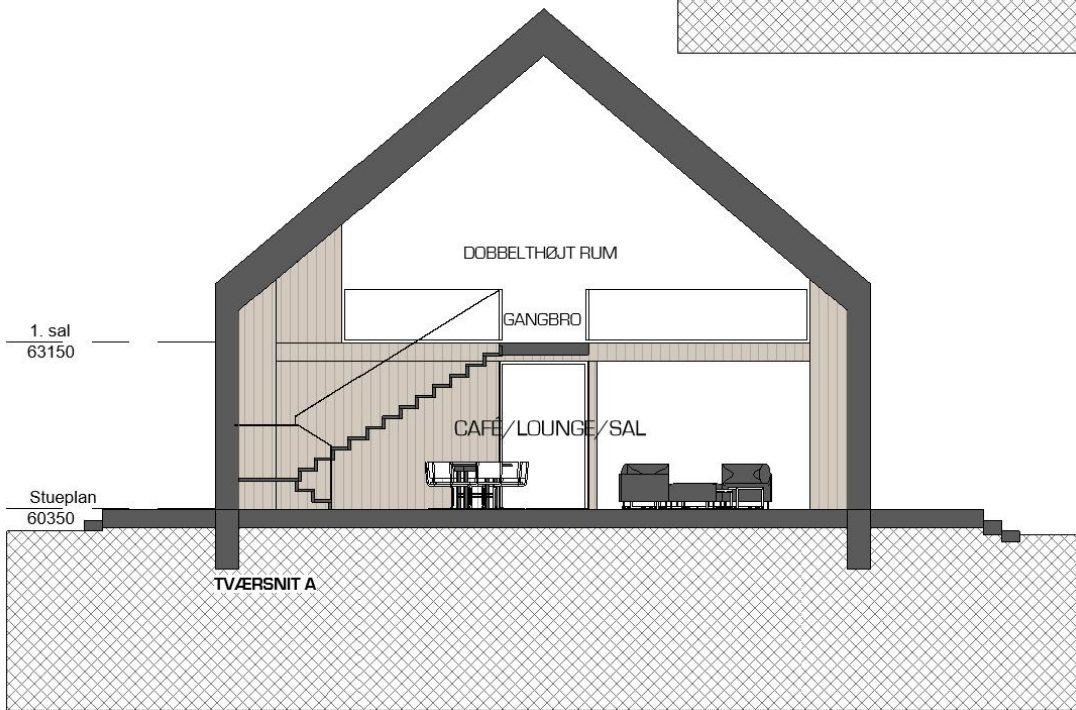 DOBBELTHØJT RUM
GANGBRO
1. sal
63150
CAFÉ/LOUNGE/SAL
Stueplan
60350
TVÆRSNIT A